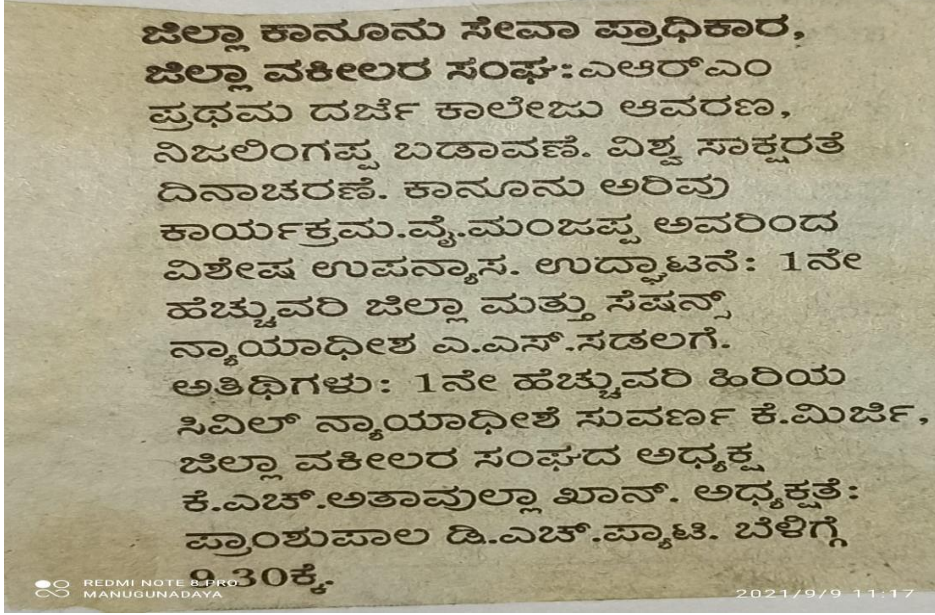 ಜಿಲ್ಲಾ ಕಾನೂನು ಸೇವಾ ಪ್ರಾಧಿಕಾರ,
ಜಿಲ್ಲಾ ವಕೀಲರ ಸಂಘ: ಎಆರ್‌ಎಂ
ಪ್ರಥಮ ದರ್ಜೆ ಕಾಲೇಜು ಆವರಣ,
ನಿಜಲಿಂಗಪ್ಪ ಬಡಾವಣೆ. ವಿಶ್ವ ಸಾಕ್ಷರತೆ
ದಿನಾಚರಣೆ. ಕಾನೂನು ಅರಿವು
ಕಾರ್ಯಕ್ರಮ.ವೈ.ಮಂಜಪ್ಪ ಅವರಿಂದ
ವಿಶೇಷ ಉಪನ್ಯಾಸ. ಉದ್ಘಾಟನೆ: 1ನೇ
ಹೆಚ್ಚುವರಿ ಜಿಲ್ಲಾ ಮತ್ತು ಸೆಷನ್ಸ್
ನ್ಯಾಯಾಧೀಶ ಎ.ಎಸ್.ಸಡಲಗೆ.
ಅತಿಥಿಗಳು: 1ನೇ ಹೆಚ್ಚುವರಿ ಹಿರಿಯ
ಸಿವಿಲ್ ನ್ಯಾಯಾಧೀಶೆ ಸುವರ್ಣ ಕೆ.ಮಿರ್ಜಿ,
ಜಿಲ್ಲಾ ವಕೀಲರ ಸಂಘದ ಅಧ್ಯಕ್ಷ
ಕೆ.ಎಚ್.ಅತಾವುಲ್ಲಾ ಖಾನ್. ಅಧ್ಯಕ್ಷತೆ:
ಪ್ರಾಂಶುಪಾಲ ಡಿ.ಎಚ್.ಪ್ಯಾಟಿ. ಬೆಳಿಗ್ಗೆ
9.30ಕ್ಕೆ.
REDMI NOTE 8 PRO
MANUGUNADAYA
2021/9/9 11:17